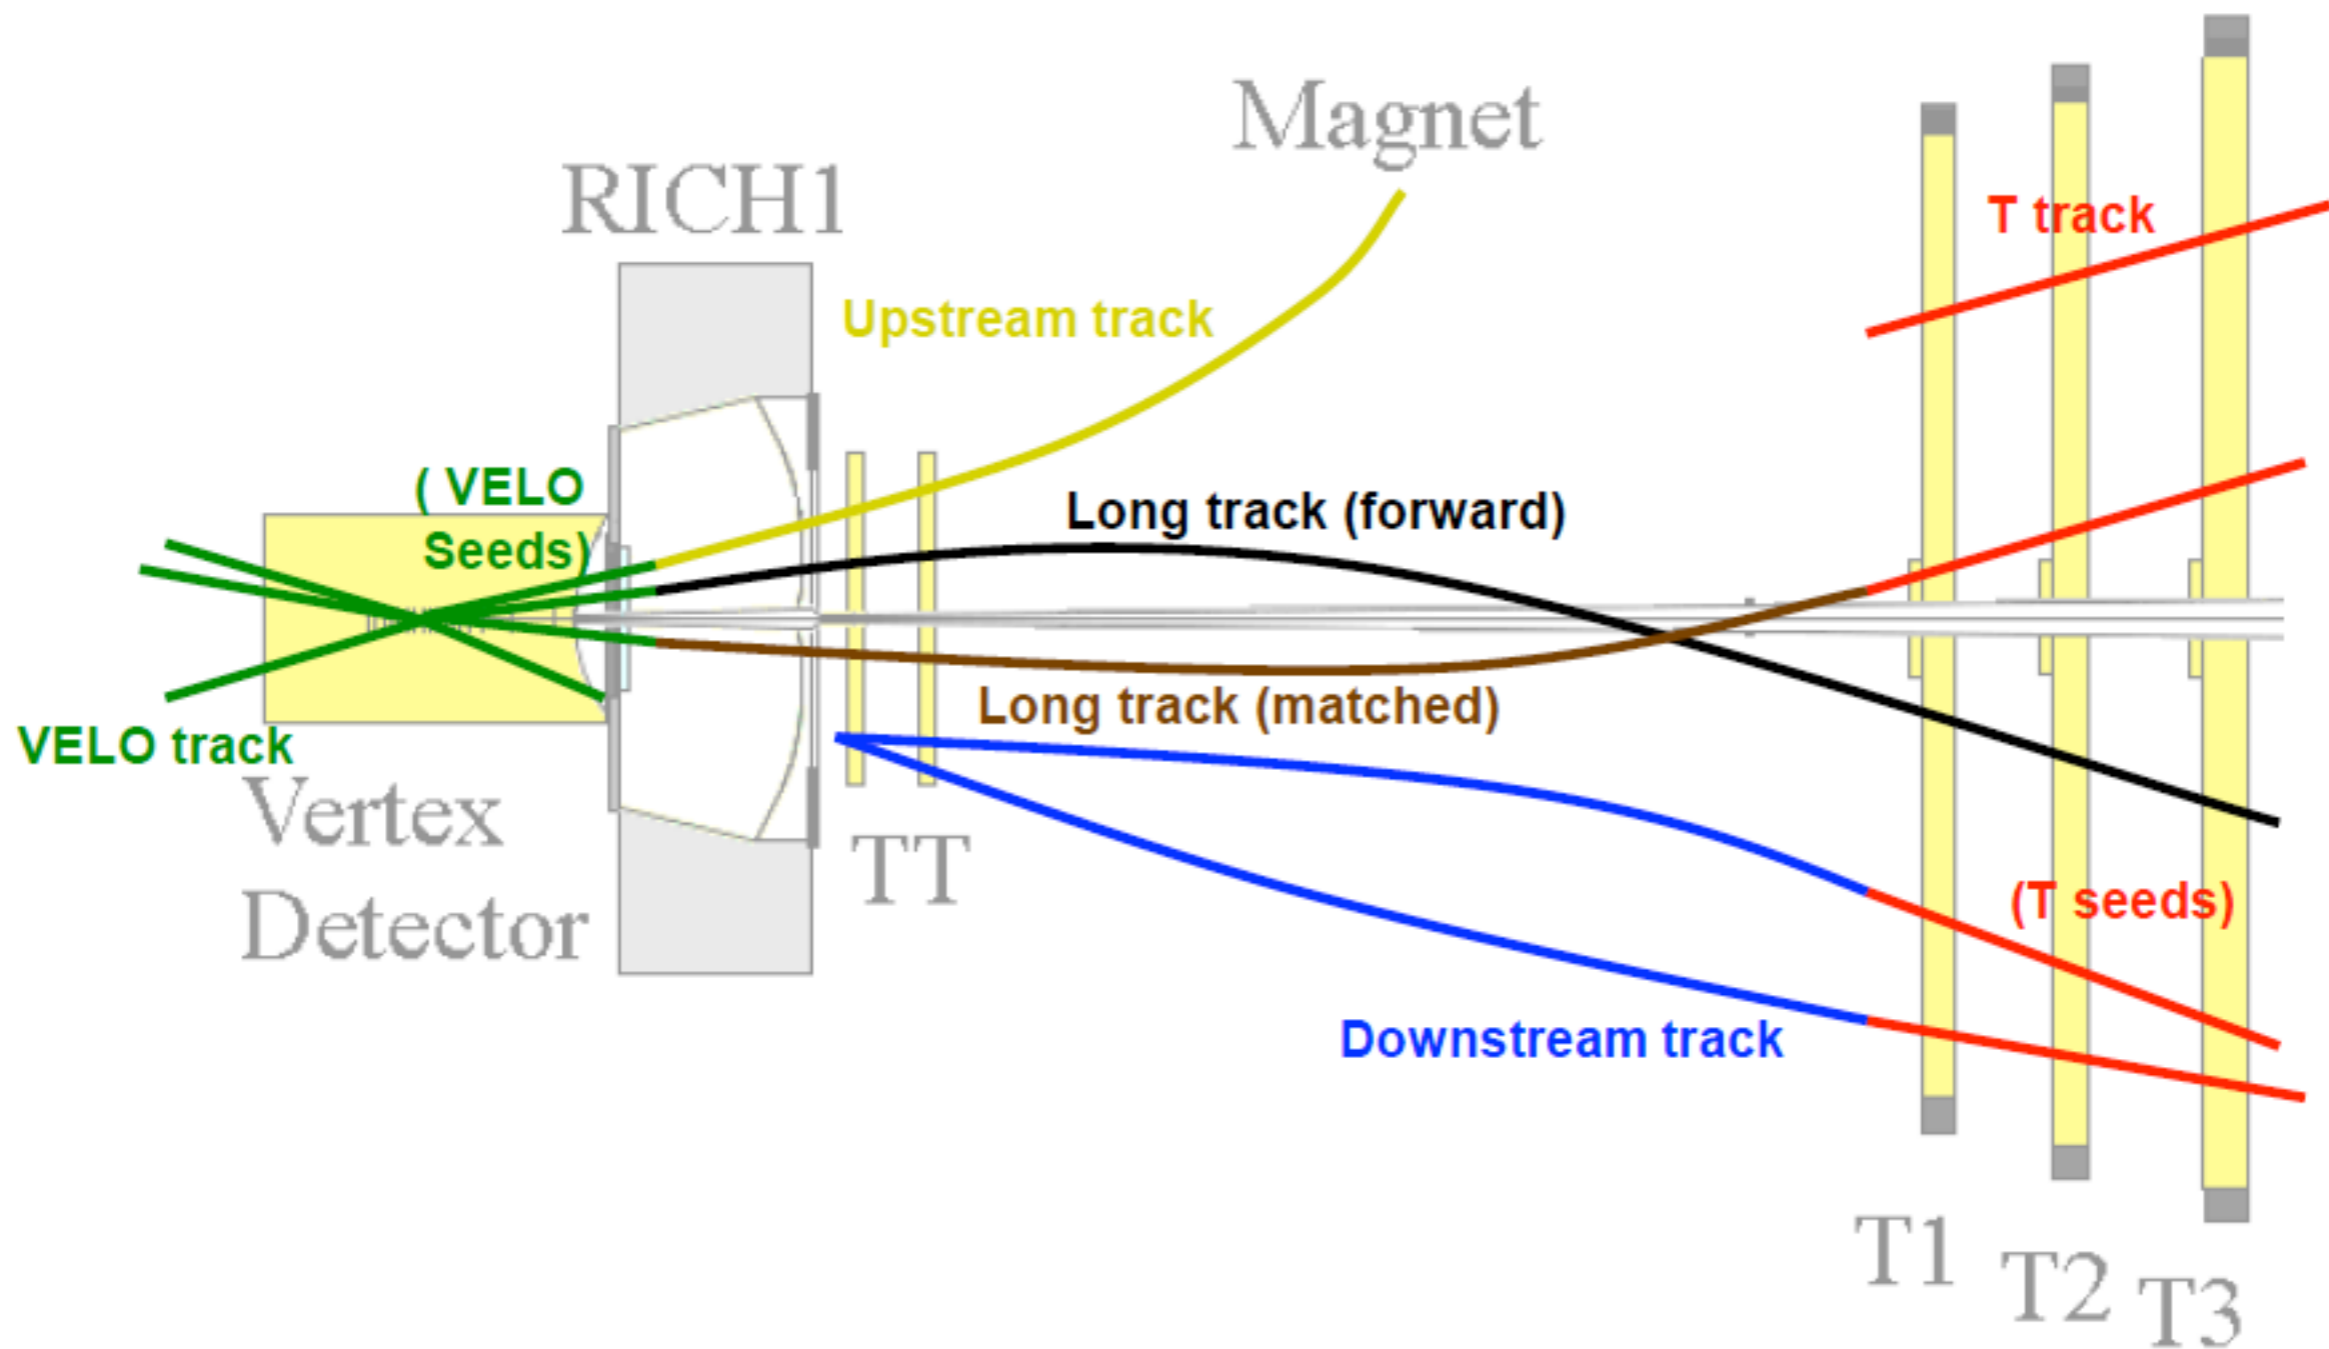 Magnet
RICH1
T track
Upstream track
( VELO
Seeds)
Long track (forward)
Long track (matched)
VELO track
Vertex
Detector
TT
(T seeds)
Downstream track
T1
T2
T3